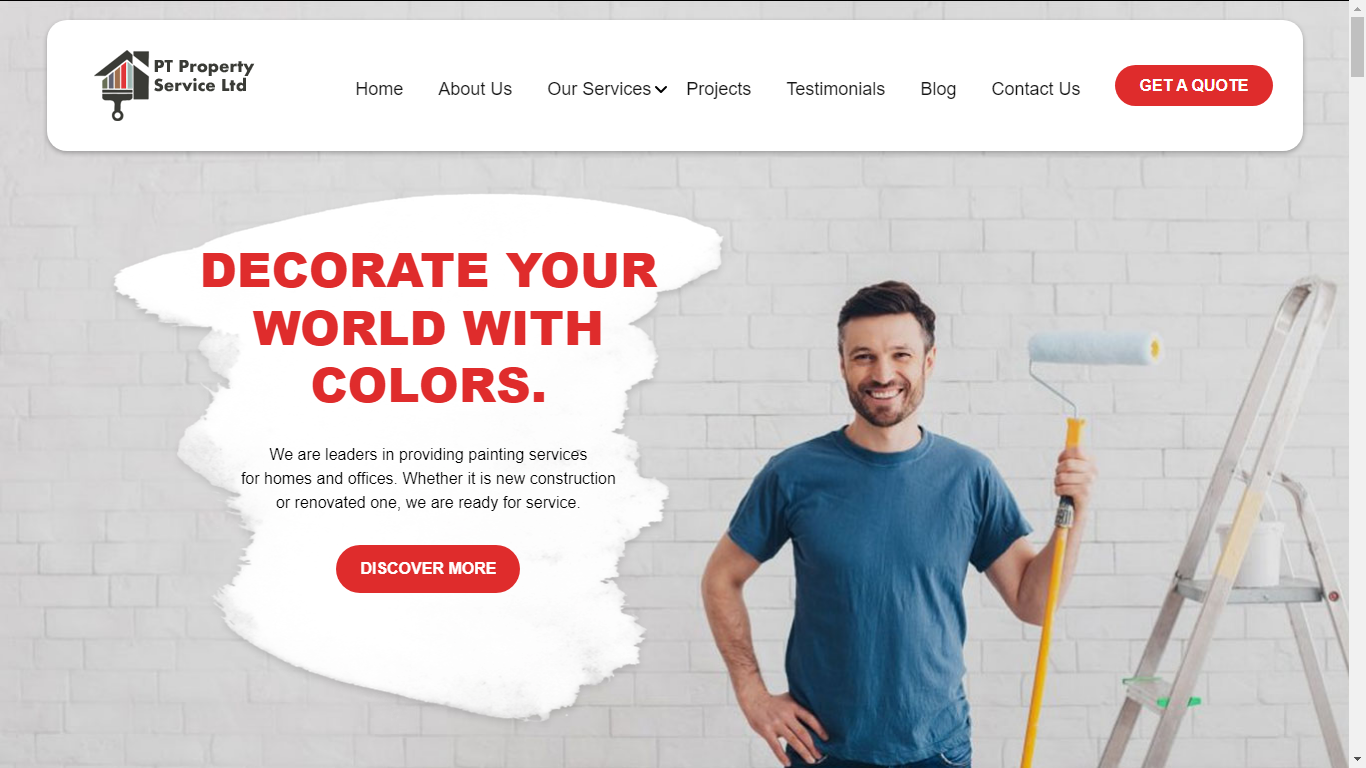 PT Property
Service Ltd
Home About Us Our Services Projects Testimonials Blog Contact Us GET A QUOTE
DECORATE YOUR
WORLD WITH
COLORS.
We are leaders in providing painting services
for homes and offices. Whether it is new construction
or renovated one, we are ready for service.
DISCOVER MORE